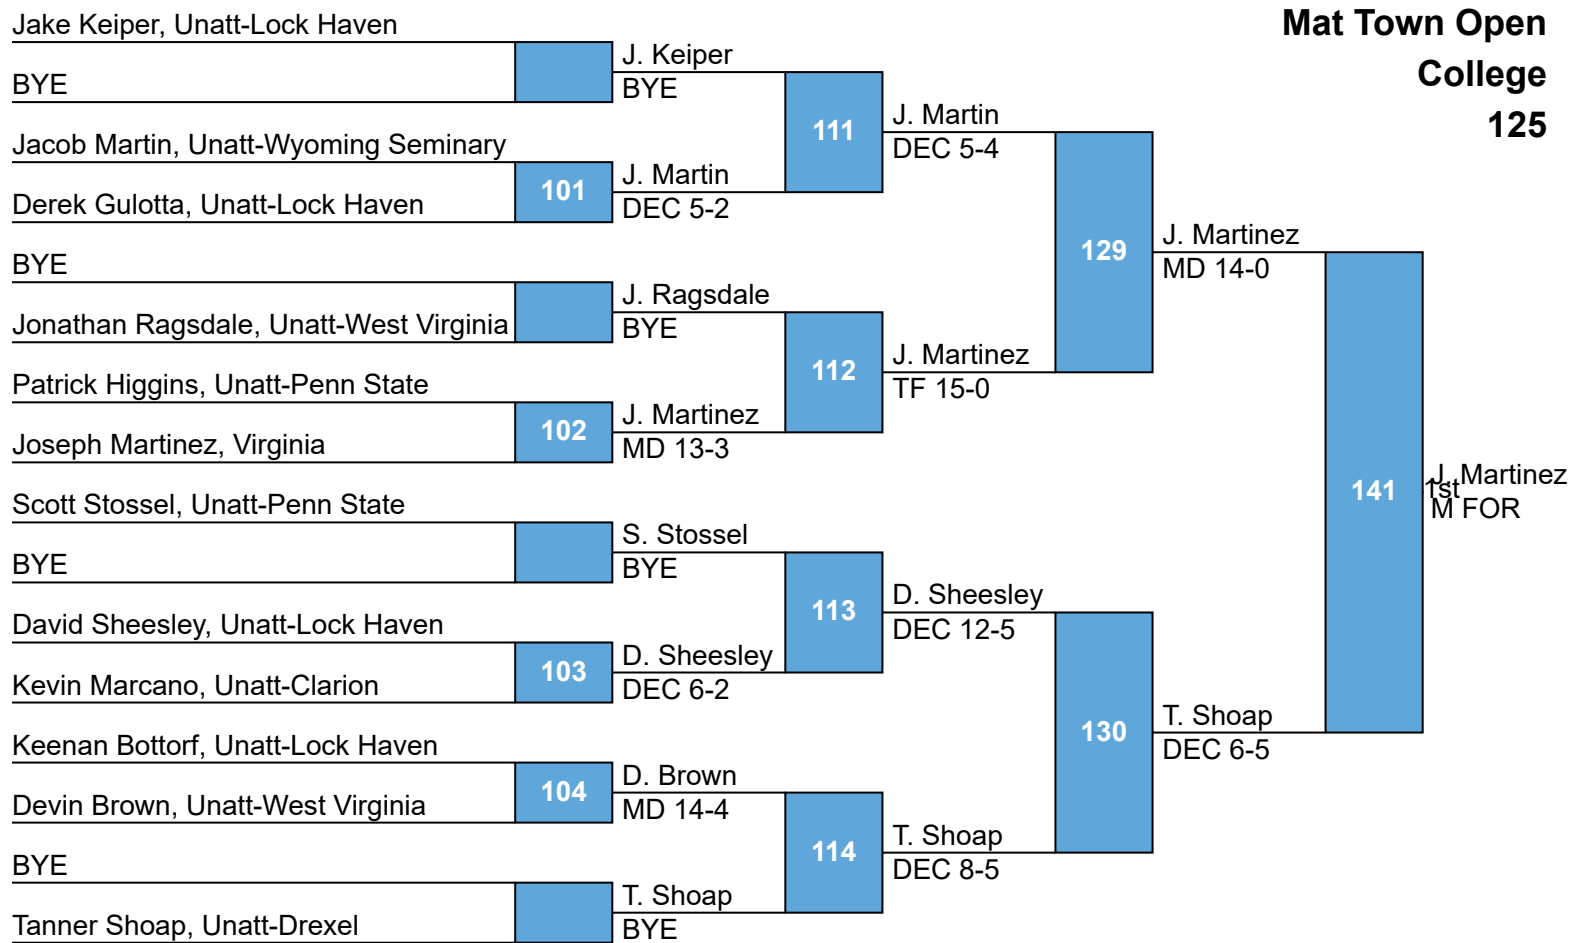 Mat Town Open
College
125
Jake Keiper, Unatt-Lock Haven
BYE
Jacob Martin, Unatt-Wyoming Seminary
Derek Gulotta, Unatt-Lock Haven
BYE
Jonathan Ragsdale, Unatt-West Virginia
Patrick Higgins, Unatt-Penn State
Joseph Martinez, Virginia
Scott Stossel, Unatt-Penn State
BYE
David Sheesley, Unatt-Lock Haven
Kevin Marcano, Unatt-Clarion
Keenan Bottorf, Unatt-Lock Haven
Devin Brown, Unatt-West Virginia
BYE
Tanner Shoap, Unatt-Drexel
101
102
103
104
J. Keiper
BYE
J. Martin
DEC 5-2
J. Ragsdale
BYE
J. Martinez
MD 13-3
S. Stossel
BYE
D. Sheesley
DEC 6-2
D. Brown
MD 14-4
T. Shoap
BYE
111
112
113
114
J. Martin
DEC 5-4
J. Martinez
TF 15-0
D. Sheesley
DEC 12-5
T. Shoap
DEC 8-5
129
130
J. Martinez
MD 14-0
T. Shoap
DEC 6-5
141
J. Martinez
1st
M FOR